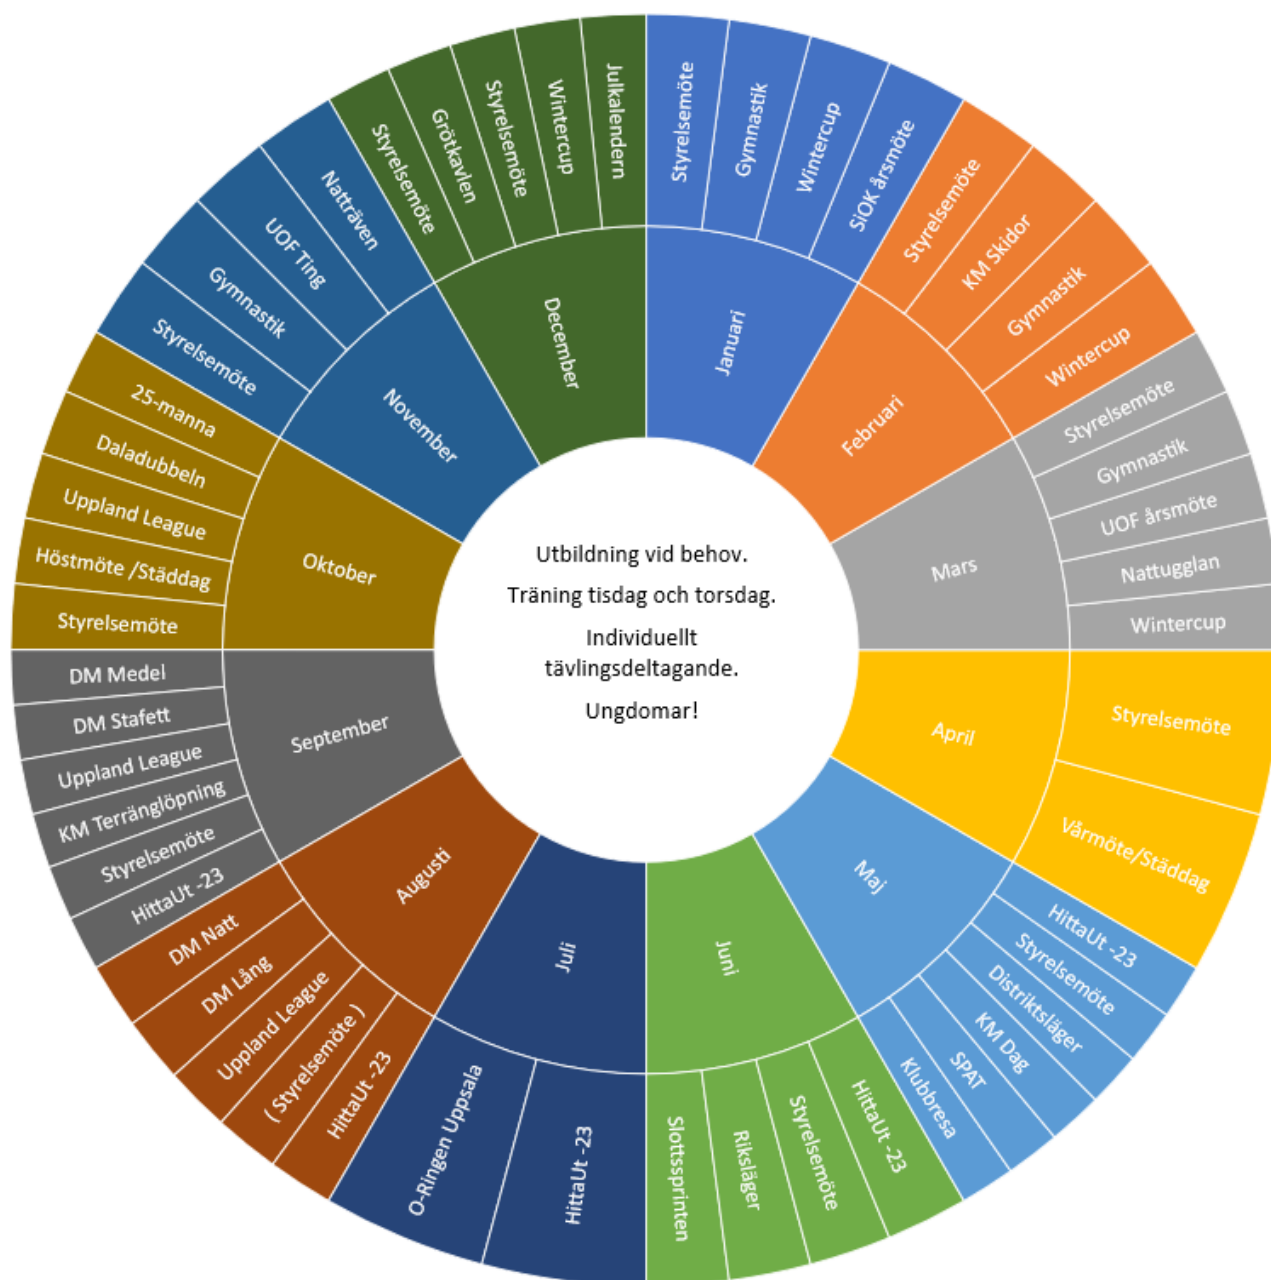 Utbildning vid behov.
Träning tisdag och torsdag.
Individuellt
tävlingsdeltagande.
Ungdomar!
Januari
Styrelsemöte
Gymnastik
Wintercup
SiOK årsmöte
Februari
Styrelsemöte
KM Skidor
Gymnastik
Wintercup
Mars
Styrelsemöte
Gymnastik
UOF årsmöte
Nattugglan
Wintercup
April
Styrelsemöte
Vårmöte/Städdag
Maj
HittaUt -23
Styrelsemöte
Distriktsläger
KM Dag
SPAT
Klubbresa
Juni
HittaUt -23
Styrelsemöte
Riksläger
Slottssprinten
Juli
HittaUt -23
O-Ringen Uppsala
Augusti
HittaUt -23
( Styrelsemöte )
Uppland League
DM Lång
DM Natt
September
HittaUt -23
Styrelsemöte
KM Terränglöpning
Uppland League
DM Stafett
DM Medel
Oktober
Styrelsemöte
Höstmöte /Städdag
Uppland League
Daladubbeln
25-manna
November
Styrelsemöte
Gymnastik
UOF Ting
Natträven
December
Styrelsemöte
Grötkavlen
Styrelsemöte
Wintercup
Julkalendern